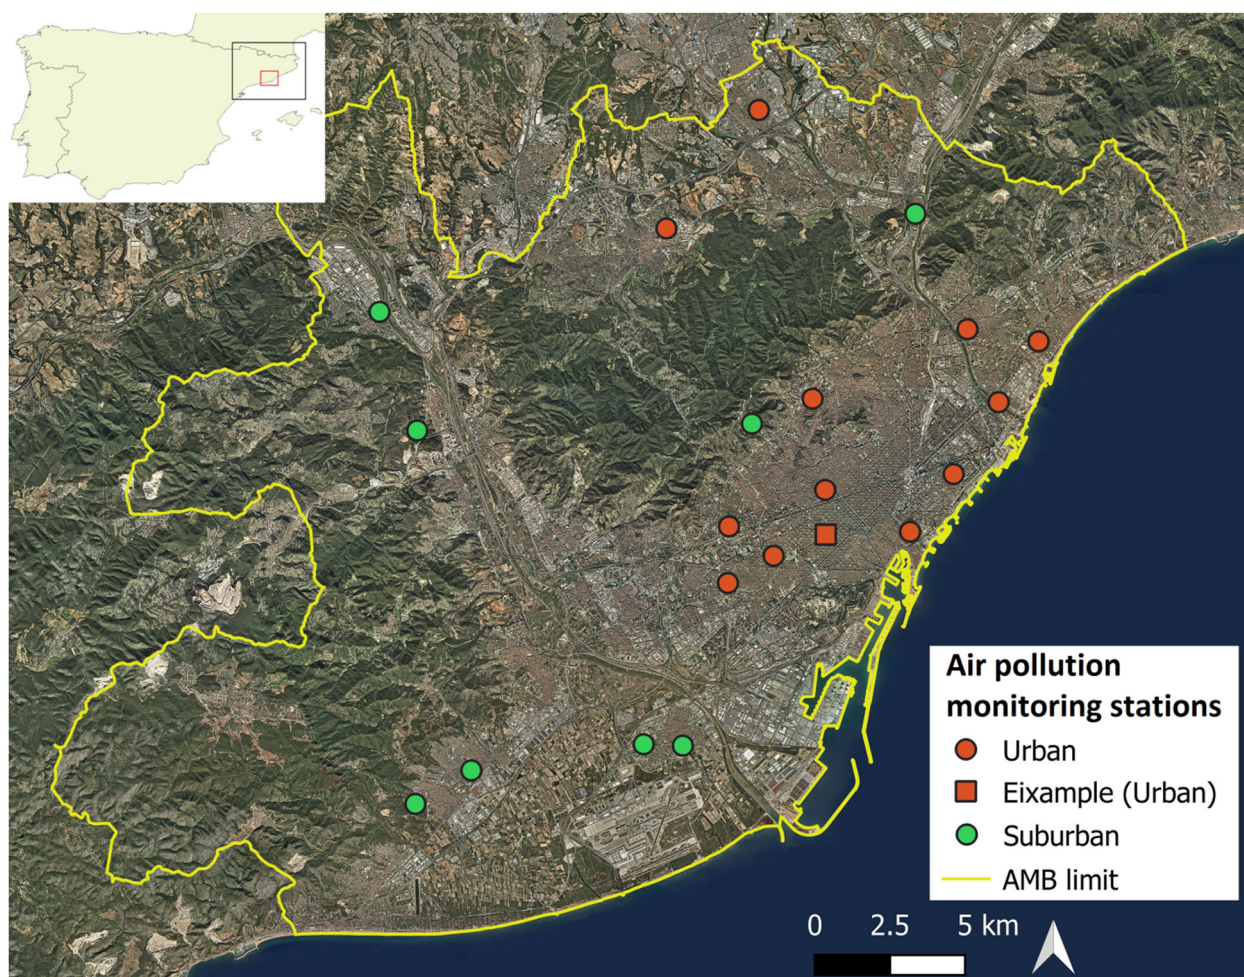 Air pollution
monitoring stations
Urban
Eixample (Urban)
Suburban
AMB limit
0 2.5 5 km